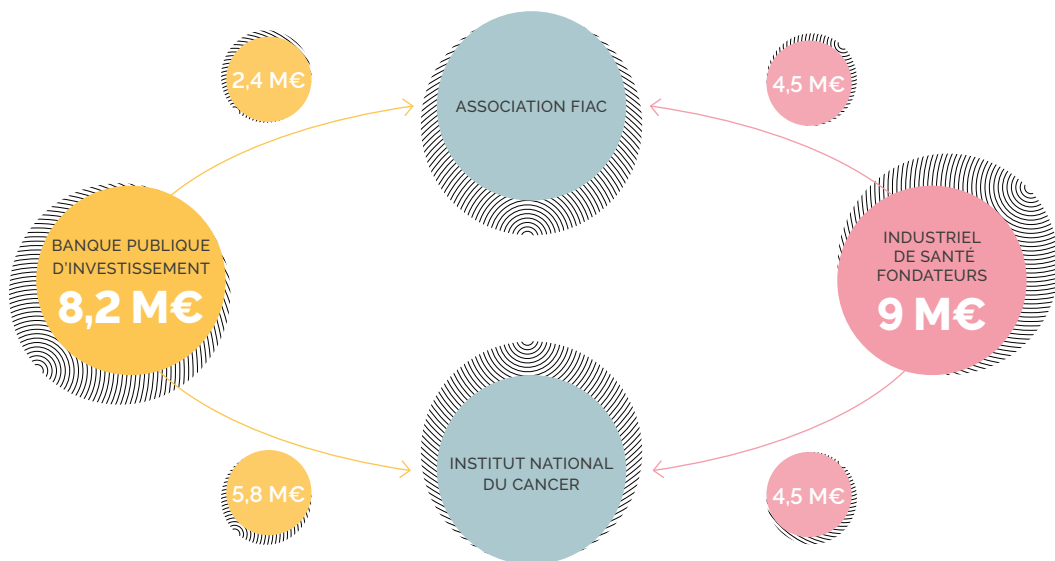 2,4 M€
ASSOCIATION FIAC
4,5 M€
BANQUE PUBLIQUE
D'INVESTISSEMENT
8,2 M€
INDUSTRIEL
DE SANTÉ
FONDATEURS
9 M€
INSTITUT NATIONAL
DU CANCER
5,8 M€
4,5 M€